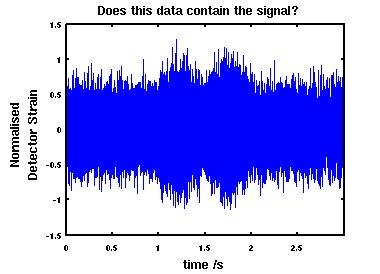 Does this data contain the signal?
1.5
1
0.5
0
-0.5
-1
-1.5
Normalised
Detector Strain
0 0.5 1 1.5 2 2.5
time /s